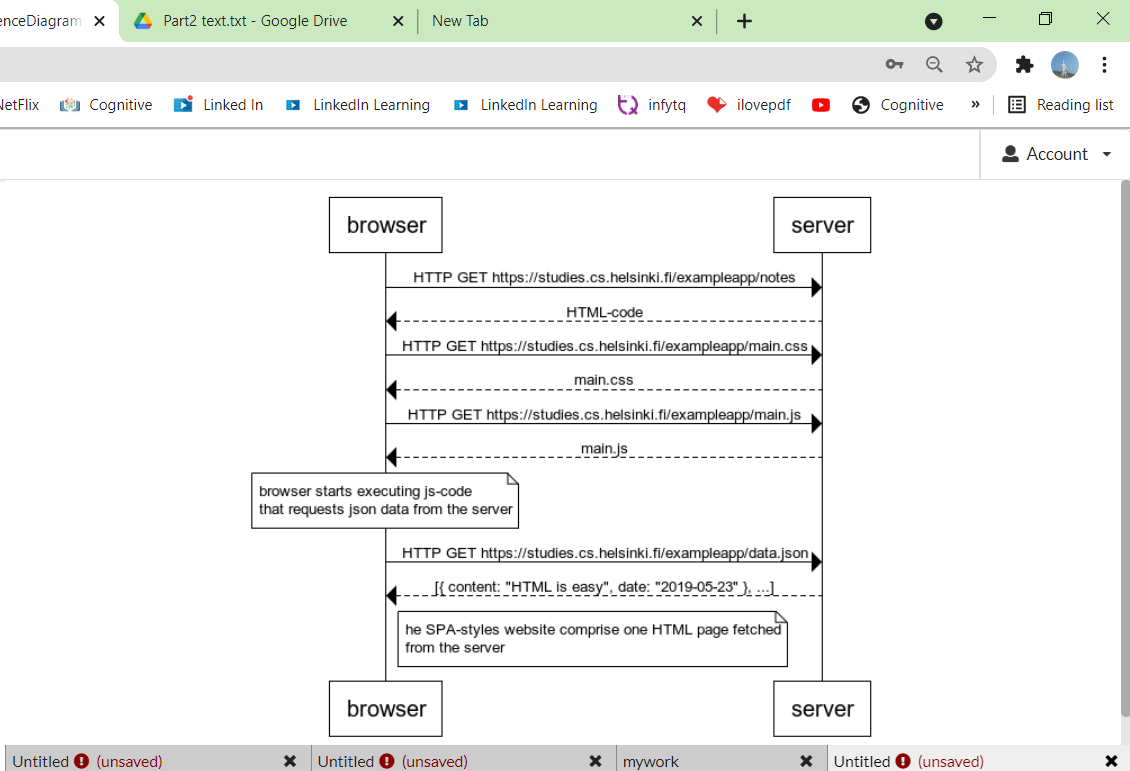 enceDiagram
Part2 text.txt - Google Drive
New Tab
NetFlix
Cognitive
Linked In
LinkedIn Learning
LinkedIn Learning
infytq
ilovepdf
Cognitive
»
Reading list
Account
browser
server
HTTP GET https://studies.cs.helsinki.fi/exampleapp/notes
HTML-code
HTTP GET https://studies.cs.helsinki.fi/exampleapp/main.css
main.css
HTTP GET https://studies.cs.helsinki.fi/exampleapp/main.js
main.js
browser starts executing js-code
that requests json data from the server
HTTP GET https://studies.cs.helsinki.fi/exampleapp/data.json
[{ content: "HTML is easy", date: "2019-05-23" }, ...]
he SPA-styles website comprise one HTML page fetched
from the server
browser
server
Untitled (unsaved)
Untitled (unsaved)
mywork
Untitled (unsaved)